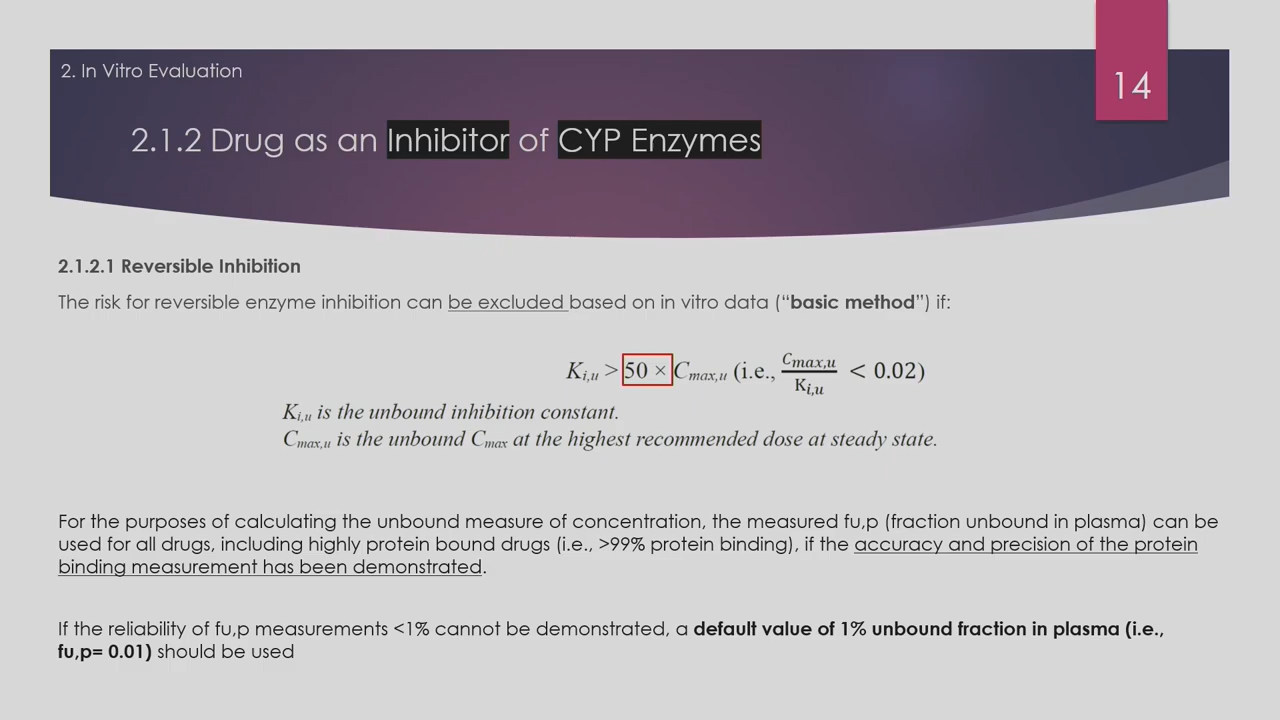 2. In Vitro Evaluation
14
2.1.2 Drug as an Inhibitor of CYP Enzymes
2.1.2.1 Reversible Inhibition
The risk for reversible enzyme inhibition can be excluded based on in vitro data (“basic method”) if:
Ki,u > 50 × Cmax,u (i.e., Cmax,u/Ki,u < 0.02)
Ki,u is the unbound inhibition constant.
Cmax,u is the unbound Cmax at the highest recommended dose at steady state.
For the purposes of calculating the unbound measure of concentration, the measured fu,p (fraction unbound in plasma) can be
used for all drugs, including highly protein bound drugs (i.e., >99% protein binding), if the accuracy and precision of the protein
binding measurement has been demonstrated.
If the reliability of fu,p measurements <1% cannot be demonstrated, a default value of 1% unbound fraction in plasma (i.e.,
fu,p= 0.01) should be used